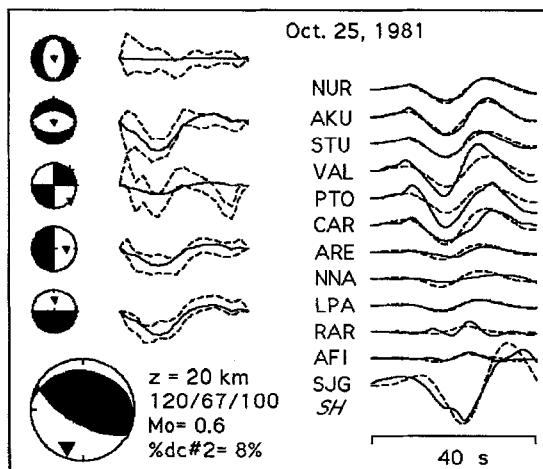 Oct. 25, 1981
NUR
AKU
STU
VAL
PTO
CAR
ARE
NNA
LPA
RAR
AFI
SJG
SH
z = 20 km
120/67/100
Mo= 0.6
%dc#2= 8%
40 s